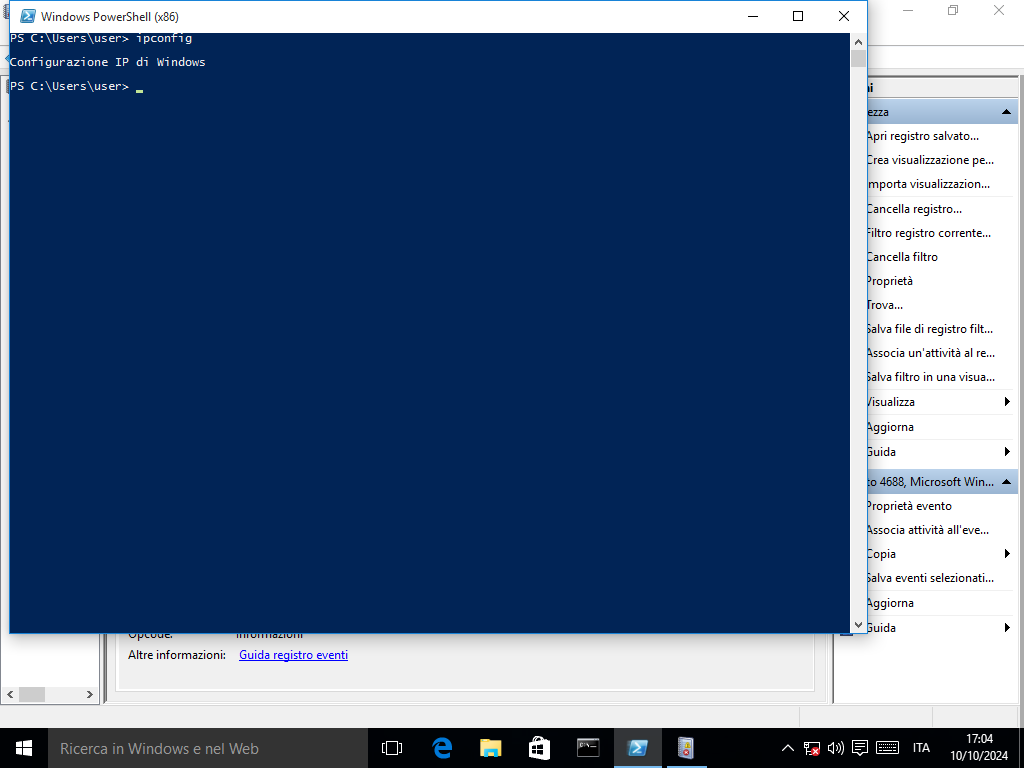 Windows PowerShell (x86)
PS C:\Users\user> ipconfig
Configurazione IP di Windows
PS C:\Users\user>
ni
ezza
Apri registro salvato...
Crea visualizzazione pe...
mporta visualizzazion...
Cancella registro...
Filtro registro corrente...
Cancella filtro
Proprietà
Trova...
Salva file di registro filt...
Associa un'attività al re...
Salva filtro in una visua...
Visualizza
Aggiorna
Guida
to 4688, Microsoft Win...
Proprietà evento
Associa attività all'eve...
Copia
Salva eventi selezionati...
Aggiorna
Guida
Opcode: Informazioni
Altre informazioni: Guida registro eventi
Ricerca in Windows e nel Web
ITA
17:04
10/10/2024